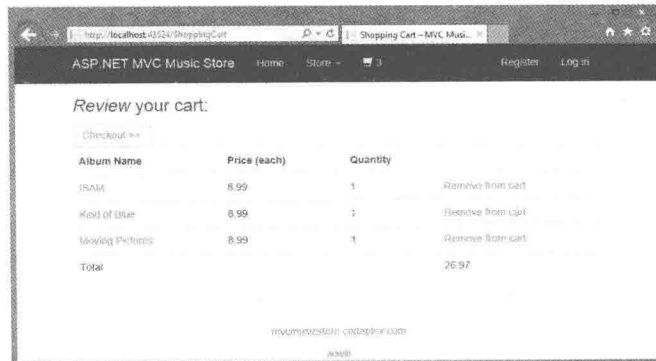 http://localhost:43524/ShoppingCart Shopping Cart – MVC Musi...
ASP.NET MVC Music Store Home Store 3 Register Log in
Review your cart:
Checkout >>
Album Name Price (each) Quantity
ISAM 8.99 1 Remove from cart
Kind of Blue 8.99 1 Remove from cart
Moving Pictures 8.99 1 Remove from cart
Total 26.97
mvcmusicstore.codeplex.com
admin